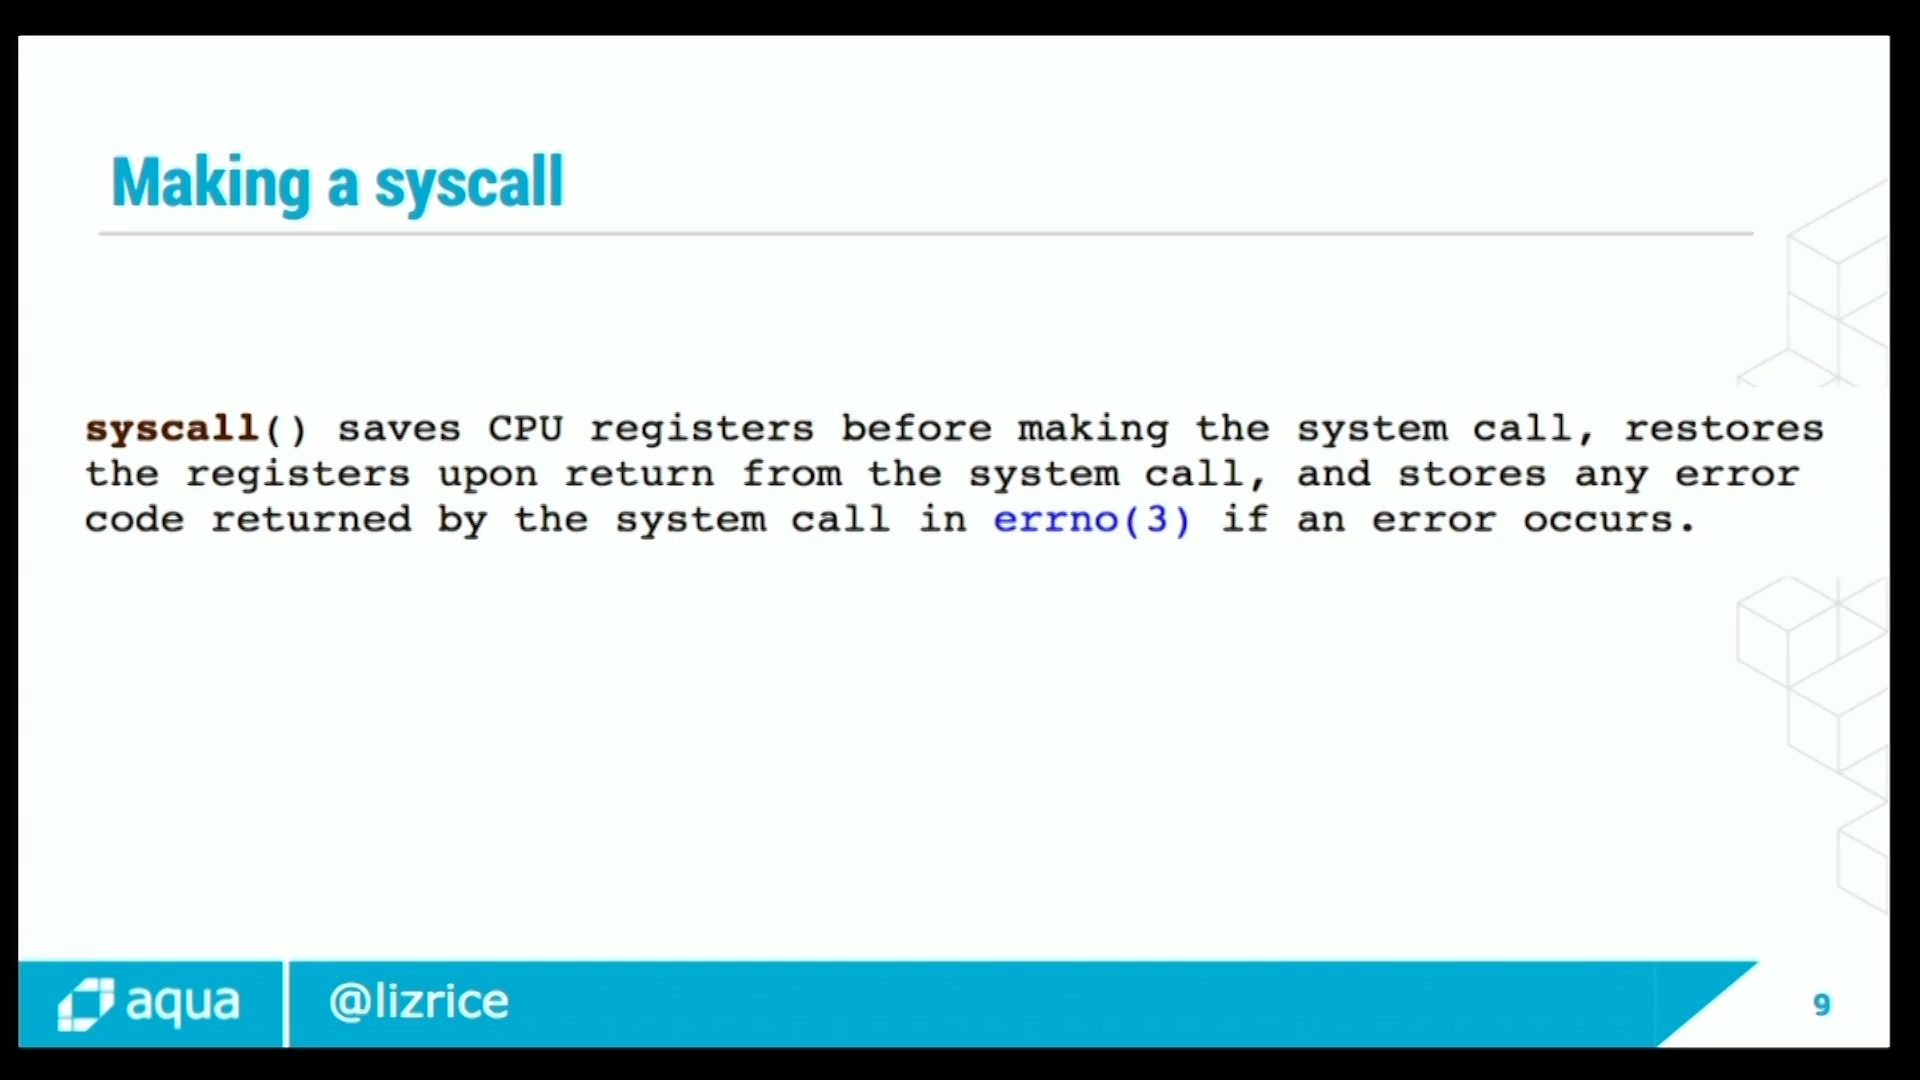 Making a syscall
syscall() saves CPU registers before making the system call, restores
the registers upon return from the system call, and stores any error
code returned by the system call in errno(3) if an error occurs.
aqua
@lizrice
9